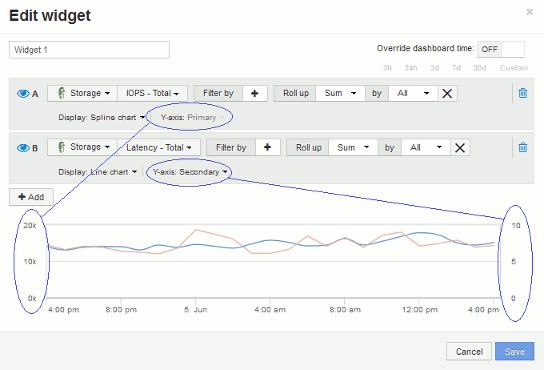 Edit widget ×
Widget 1 Override dashboard time: OFF
3h 24h 3d 7d 30d Custom
A Storage IOPS - Total Filter by + Roll up Sum by All
Display: Spline chart Y-axis: Primary
B Storage Latency - Total Filter by + Roll up Sum by All
Display: Line chart Y-axis: Secondary
+ Add
20k 10
10k 5
0k 0
4:00 pm 8:00 pm 5. Jun 4:00 am 8:00 am 12:00 pm 4:00 pm
Cancel Save